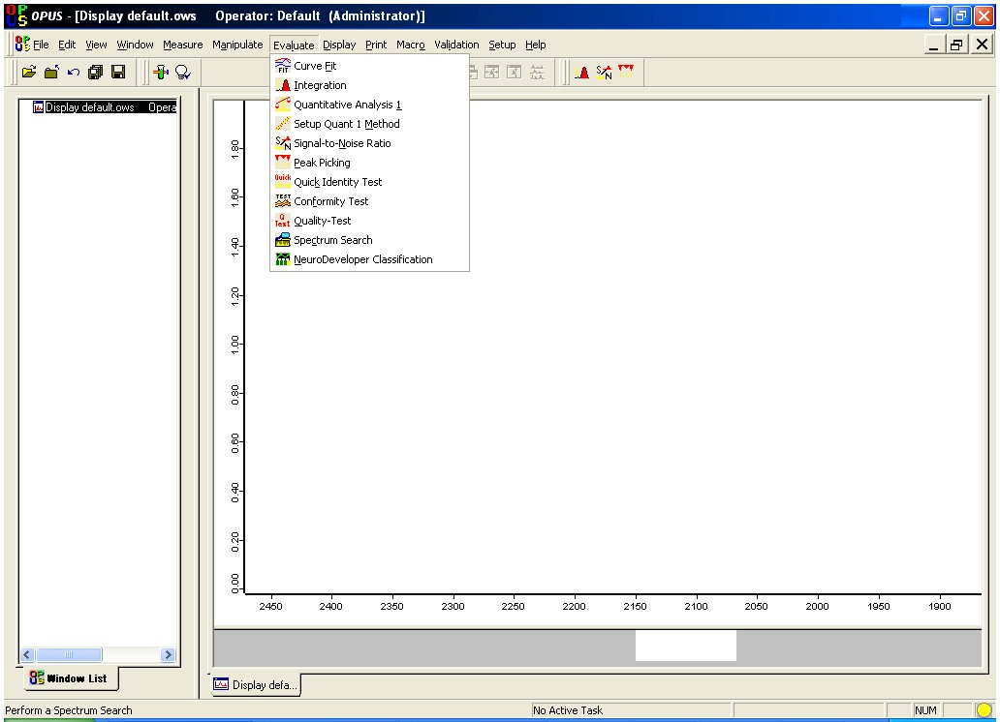 OPUS - [Display default.ows Operator: Default (Administrator)]
File Edit View Window Measure Manipulate Evaluate Display Print Macro Validation Setup Help
Curve Fit
Integration
Quantitative Analysis 1
Setup Quant 1 Method
Signal-to-Noise Ratio
Peak Picking
Quick Identity Test
Conformity Test
Quality-Test
Spectrum Search
NeuroDeveloper Classification
Display default.ows Opera
1.80
1.60
1.40
1.20
1.00
0.80
0.60
0.40
0.20
0.00
2450 2400 2350 2300 2250 2200 2150 2100 2050 2000 1950 1900
Window List
Display defa...
Perform a Spectrum Search No Active Task NUM